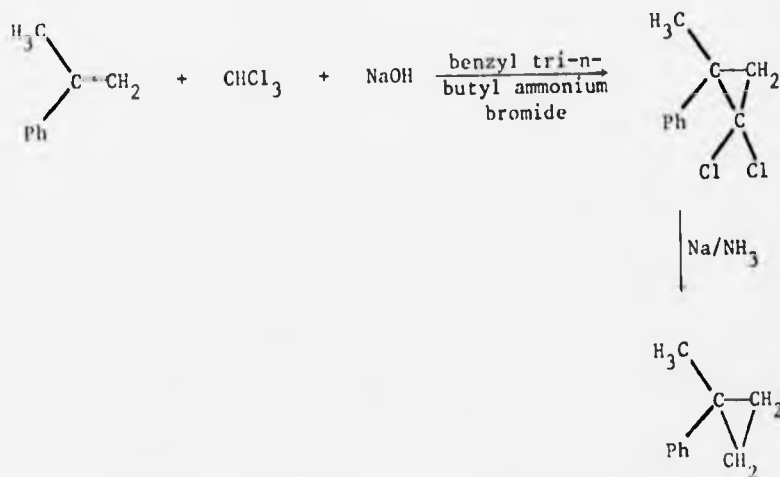 H3C
C—CH2
Ph
+ CHCl3 + NaOH
benzyl tri-n-
butyl ammonium
bromide
H3C
C—CH2
Ph
C
Cl Cl
Na/NH3
H3C
C—CH2
Ph
CH2